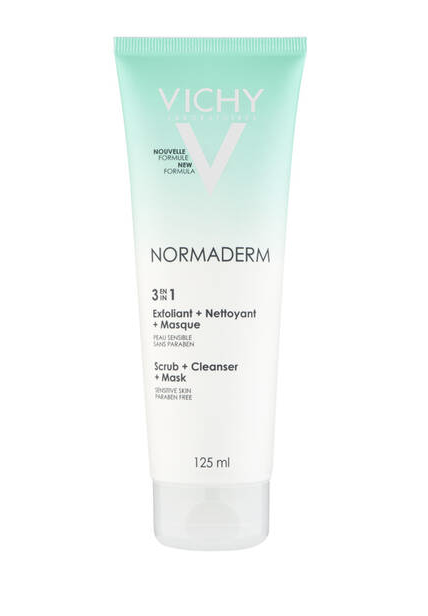 VICHY
LABORATOIRES
V
NOUVELLE
FORMULE
NEW
FORMULA
NORMADERM
3 EN IN 1
Exfoliant + Nettoyant
+ Masque
PEAU SENSIBLE
SANS PARABEN
Scrub + Cleanser
+ Mask
SENSITIVE SKIN
PARABEN FREE
125 ml